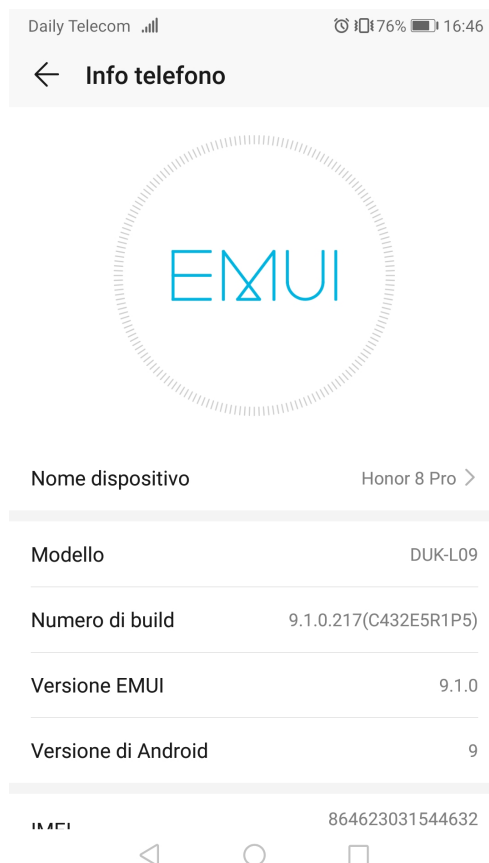 Daily Telecom 76% 16:46
Info telefono
EMUI
Nome dispositivo Honor 8 Pro
Modello DUK-L09
Numero di build 9.1.0.217(C432E5R1P5)
Versione EMUI 9.1.0
Versione di Android 9
IMEI 864623031544632